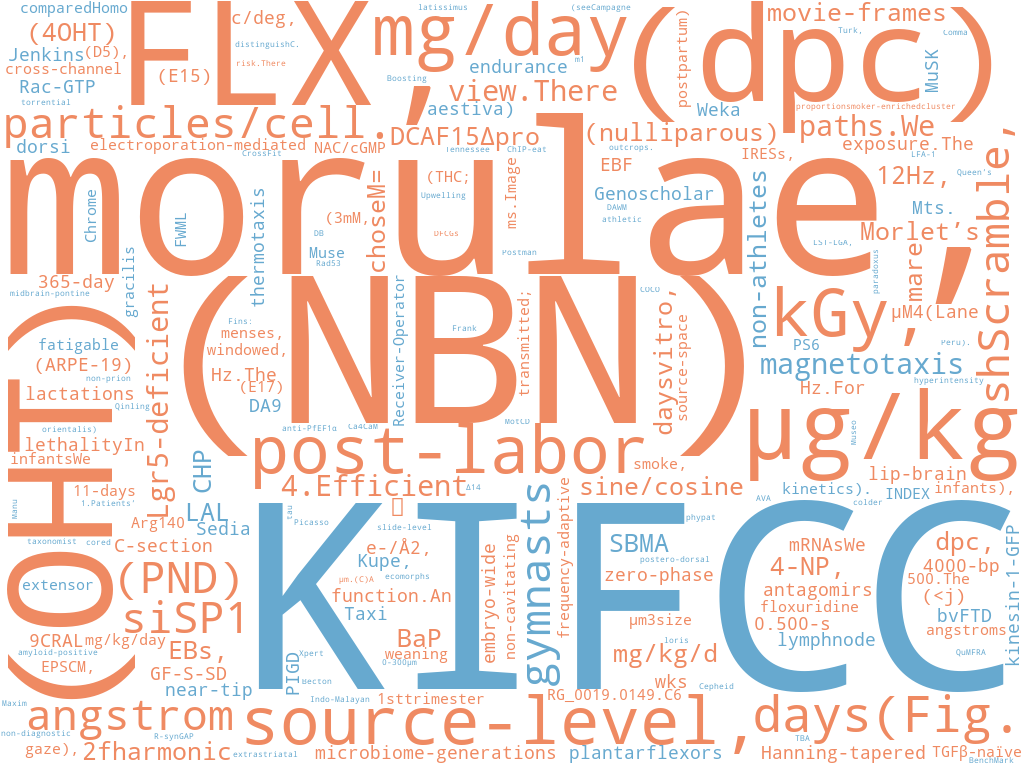 comparedHomo
(4OHT)
Jenkins
(D5),
cross-channel
Rac-GTP
torrential
FLX,
c/deg,
distinguishC.
risk.There
(E15)
mg/day
latissimus
(seeCampagne
m1
endurance
Boosting
view.There
aestiva)
(dpc)
postpartum)
Weka
MuSK
movie-frames
Turk,
Comma
proportionsmoker-enrichedcluster
particles/cell.
paths.We
dorsi
electroporation-mediated
CrossFit
NAC/cGMP
DCAF15Δpro
Tennessee
ChIP-eat
(nulliparous)
outcrops.
IRESs,
exposure.The
LFA-1
Queen's
morulae,
Chrome
FWML
thermotaxis
(3mM,
DB
Muse
Rad53
choseM=
(THC;
Upwelling
DFCGs
ms.Image
Postman
EBF
Genoscholar
DAWM
athletic
non-athletes
12Hz,
Mts.
Morlet’s
EST-LGA,
paradoxus
mare
shScramble,
365-day
midbrain-pontine
gracilis
fatigable
(ARPE-19)
non-prion
lactations
Qinling
orientalis)
lethalityIn
infantsWe
11-days
1.Patients'
Lgr5-deficient
(NBN)
Fins:
menses,
windowed,
Hz.The
(E17)
DA9
anti-PfEF1α
Ca4CaM
Receiver-Operator
Frank
MotCD
transmitted;
COCO
daysvitro,
source-space
kGy,
PS6
µM4(Lane
Peru).
magnetotaxis
Hz.For
hyperintensity
µg/kg
Museo
post-labor
smoke,
lip-brain
CHP
4.Efficient
Δ14
sine/cosine
AVA
kinetics).
INDEX
infants),
colder
(OHT)
Manu
taxonomist)
cored
Arg140
LAL
Sedia
C-section
extensor
(PND)
siSP1
9CRAL
mg/kg/day
amyloid-positive
EPSCM,
EBs,
GF-S-SD
near-tip
KIFCC
tau
Picasso
slide-level
e-/Å2,
Kupe,
µm.(C)A
ecomorphs
function.An
Taxi
BaP
weaning
Xpert
0-300µm
PIGD
Becton
Indo-Malayan
1sttrimester
embryo-wide
non-cavitating
gymnasts
frequency-adaptive
phypat
SBMA
postero-dorsal
zero-phase
µm3size
loris
mg/kg/d
wks
Cepheid
RG_0019.0149.C6
mRNAsWe
4-NP,
antagomirs
floxuridine
0.500-s
lymphnode
dpc,
4000-bp
500.The
(<j)
bvFTD
angstroms
QuMFRA
kinesin-1-GFP
Maxim
angstrom
non-diagnostic
R-synGAP
gaze),
2fharmonic
extrastriatal
source-level,
microbiome-generations
plantarflexors
days(Fig.
TBA
Hanning-tapered
TGFβ-naïve
BenchMark